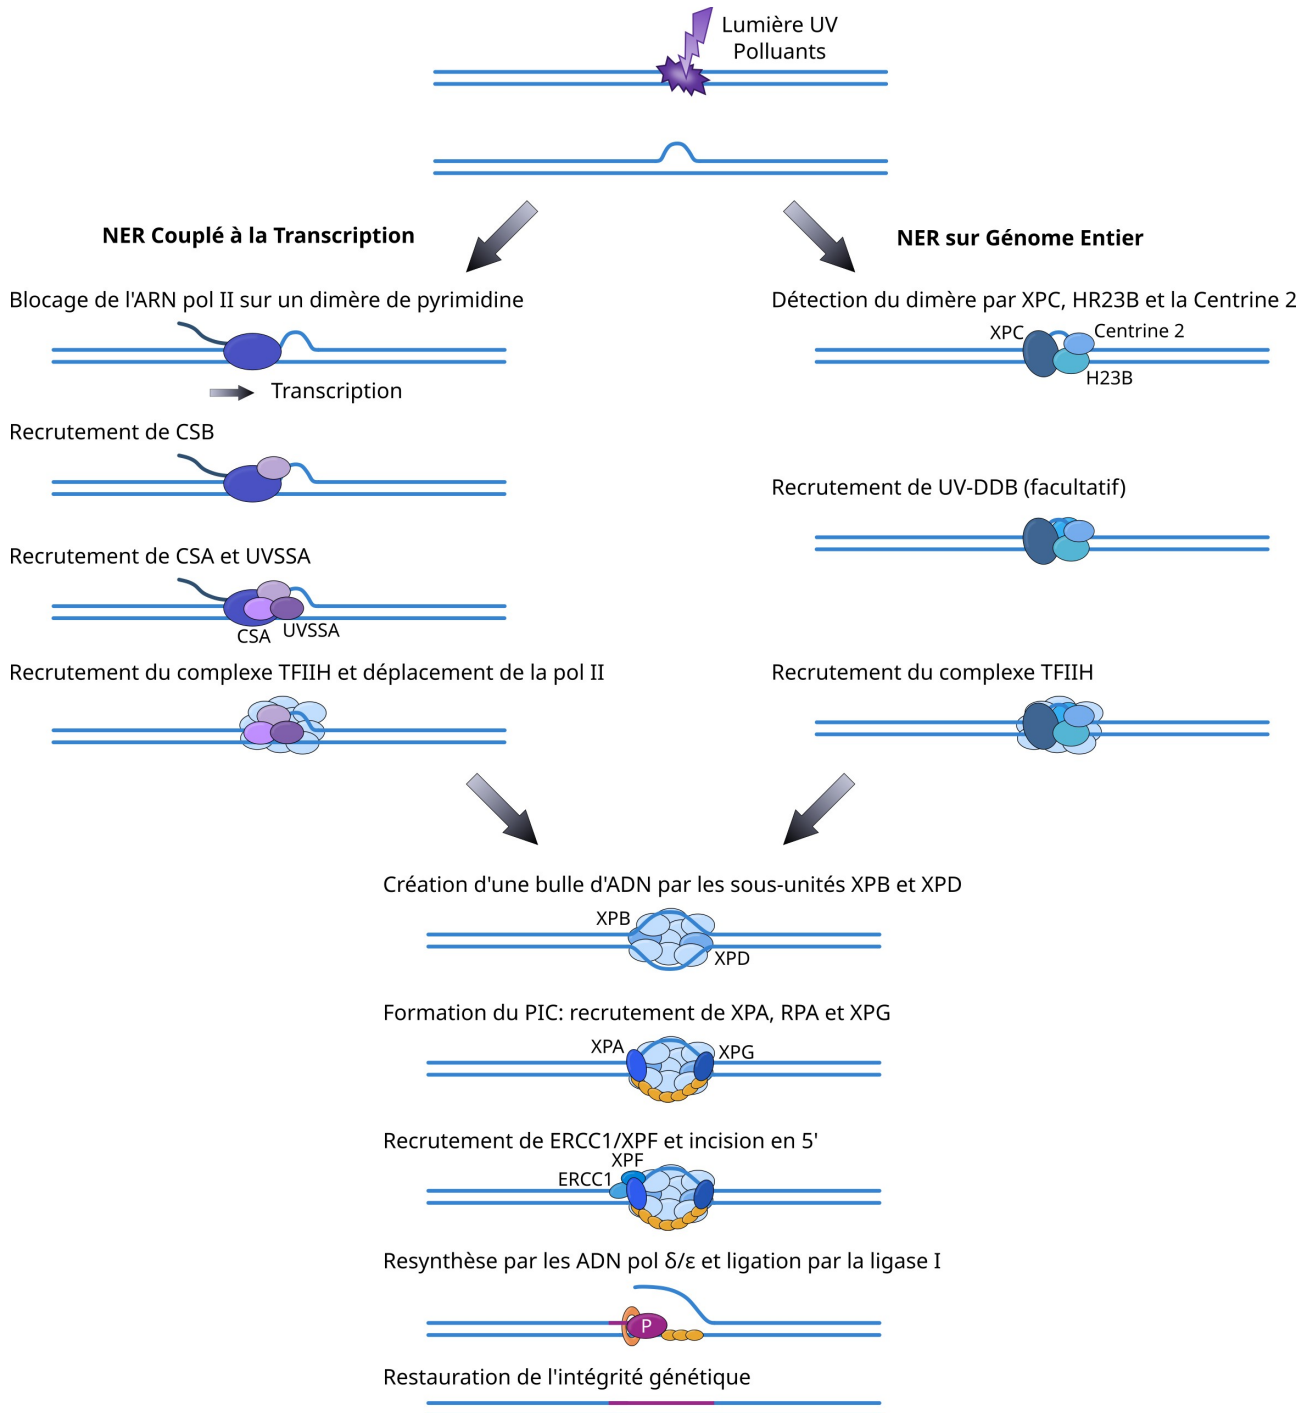 Lumière UV
Polluants
NER Couplé à la Transcription
Blocage de l'ARN pol II sur un dimère de pyrimidine
Transcription
Recrutement de CSB
Recrutement de CSA et UVSSA
CSA
UVSSA
Recrutement du complexe TFIIH et déplacement de la pol II
NER sur Génome Entier
Détection du dimère par XPC, HR23B et la Centrine 2
XPC
Centrine 2
H23B
Recrutement de UV-DDB (facultatif)
Recrutement du complexe TFIIH
Création d'une bulle d'ADN par les sous-unités XPB et XPD
XPB
XPD
Formation du PIC: recrutement de XPA, RPA et XPG
XPA
XPG
Recrutement de ERCC1/XPF et incision en 5'
XPF
ERCC1
Resynthèse par les ADN pol δ/ε et ligation par la ligase I
P
Restauration de l'intégrité génétique